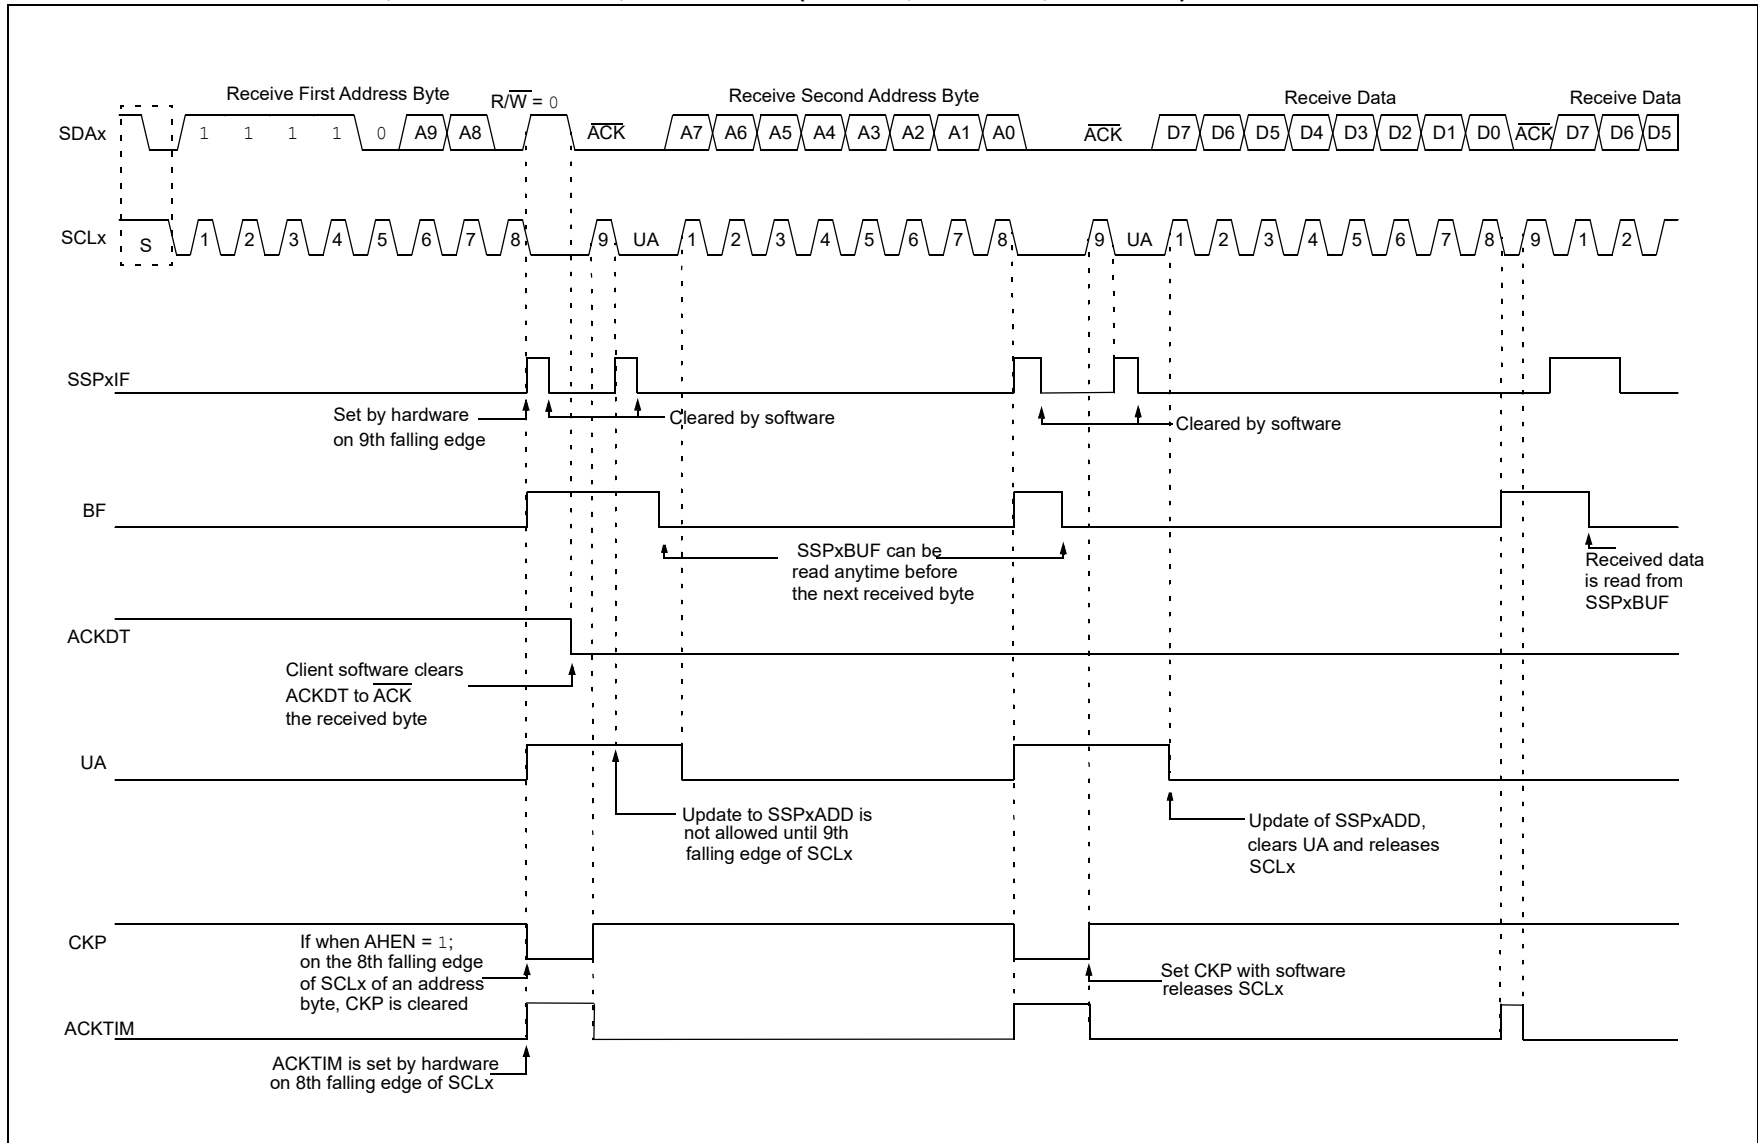 Receive First Address Byte
R/W = 0
Receive Second Address Byte
Receive Data
Receive Data
SDAx
1 1 1 1 0 A9 A8
ACK
A7 A6 A5 A4 A3 A2 A1 A0
ACK
D7 D6 D5 D4 D3 D2 D1 D0
ACK
D7 D6 D5
SCLx
S
1 2 3 4 5 6 7 8 9 UA 1 2 3 4 5 6 7 8 9 UA 1 2 3 4 5 6 7 8 9 1 2
SSPxIF
Set by hardware
on 9th falling edge
Cleared by software
Cleared by software
BF
SSPxBUF can be
read anytime before
the next received byte
Received data
is read from
SSPxBUF
ACKDT
Client software clears
ACKDT to ACK
the received byte
UA
Update to SSPxADD is
not allowed until 9th
falling edge of SCLx
Update of SSPxADD,
clears UA and releases
SCLx
CKP
If when AHEN = 1;
on the 8th falling edge
of SCLx of an address
byte, CKP is cleared
Set CKP with software
releases SCLx
ACKTIM
ACKTIM is set by hardware
on 8th falling edge of SCLx